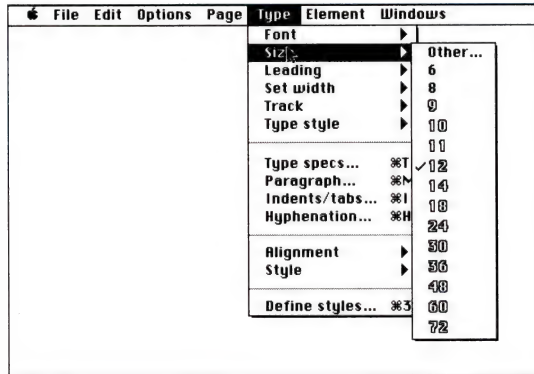 File Edit Options Page Type Element Windows
Font
Size
Leading
Set width
Track
Type style
Type specs... ⌘T
Paragraph... ⌘M
Indents/tabs... ⌘I
Hyphenation... ⌘H
Alignment
Style
Define styles... ⌘3
Other...
6
8
9
10
11
✓12
14
18
24
30
36
48
60
72